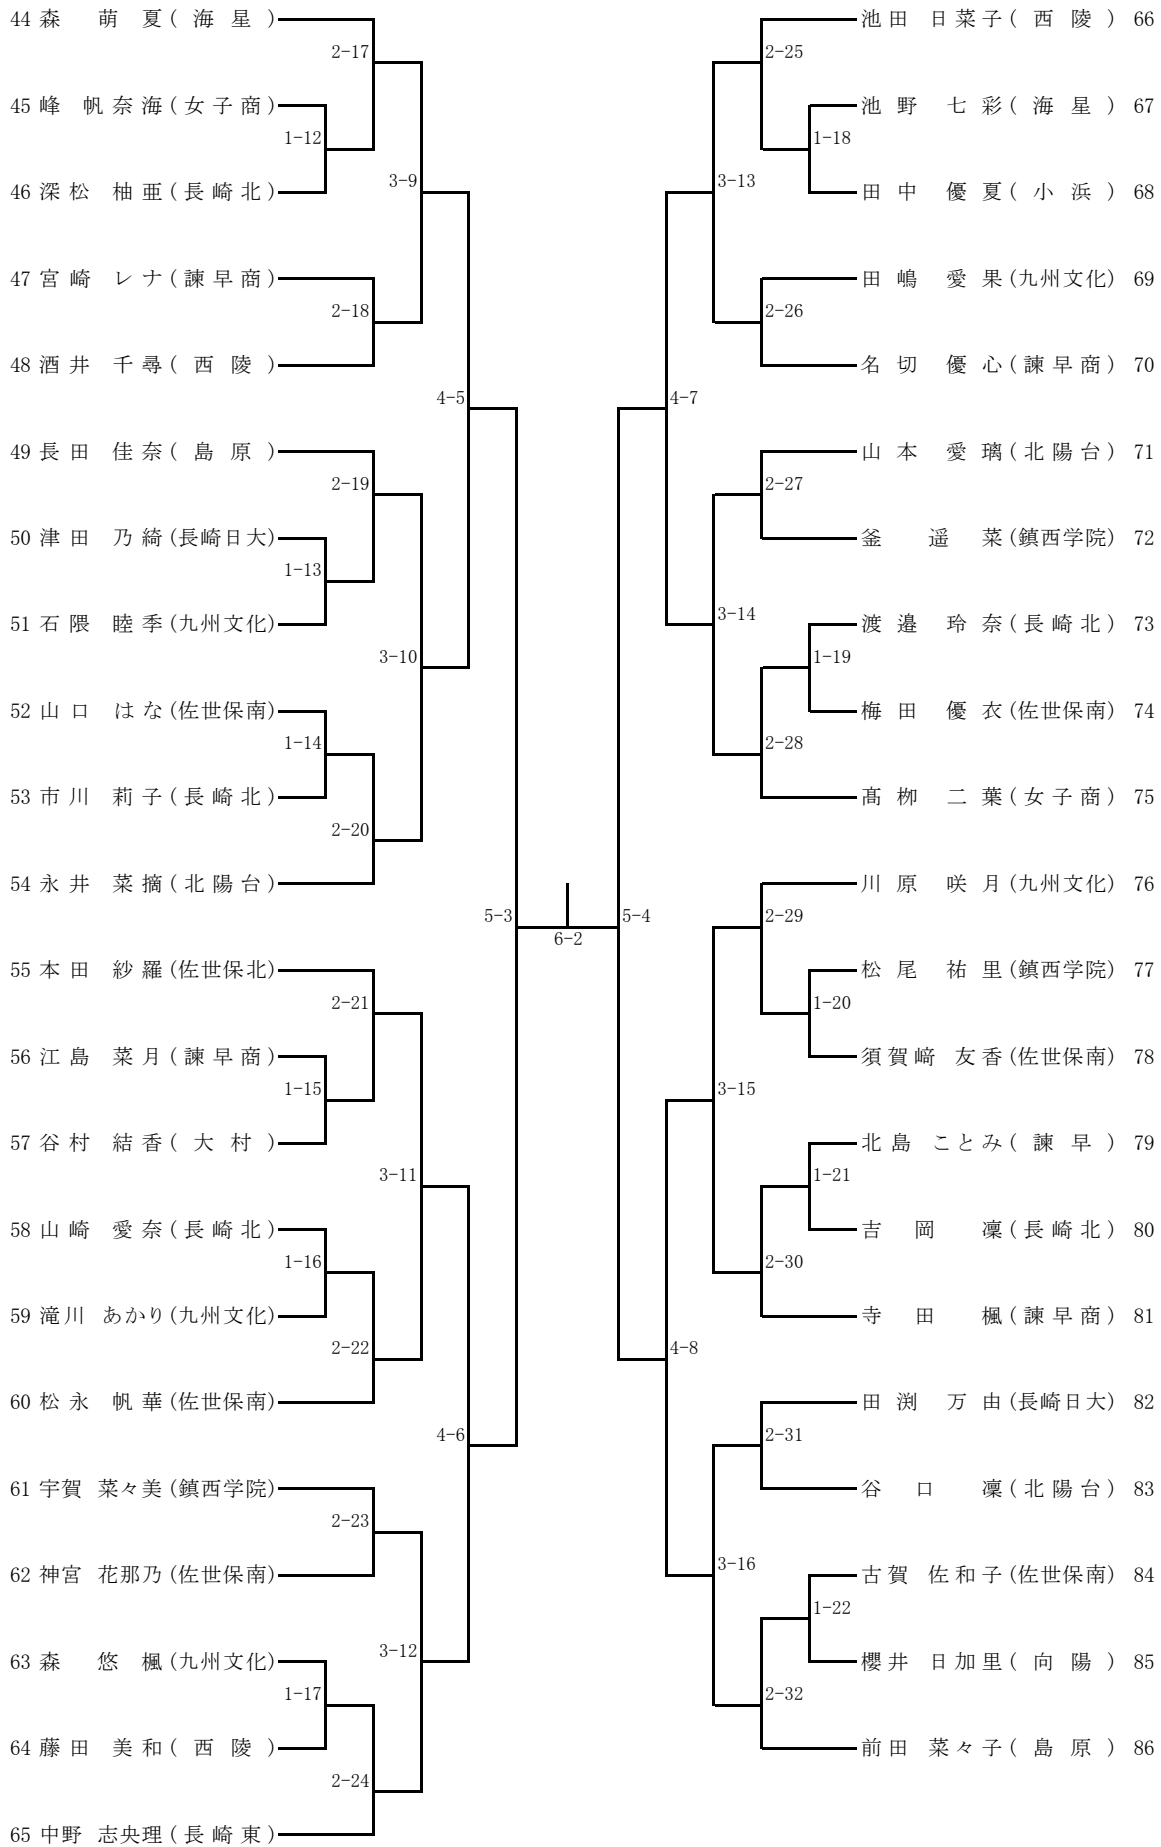 44 森 萌 夏 ( 海 星 )
2-17
45 峰 帆 奈 海 ( 女 子 商 )
1-12
46 深 松 柚 亜 ( 長 崎 北 )
3-9
47 宮 崎 レ ナ ( 諫 早 商 )
2-18
48 酒 井 千 尋 ( 西 陵 )
4-5
49 長 田 佳 奈 ( 島 原 )
2-19
50 津 田 乃 綺 (長崎日大)
1-13
51 石 隈 睦 季 (九州文化)
3-10
52 山 口 は な (佐世保南)
1-14
53 市 川 莉 子 ( 長 崎 北 )
2-20
54 永 井 菜 摘 ( 北 陽 台 )
5-3
55 本 田 紗 羅 (佐世保北)
2-21
56 江 島 菜 月 ( 諫 早 商 )
1-15
57 谷 村 結 香 ( 大 村 )
3-11
58 山 崎 愛 奈 ( 長 崎 北 )
1-16
59 滝川 あかり (九州文化)
2-22
60 松 永 帆 華 (佐世保南)
4-6
61 宇賀 菜々美 (鎮西学院)
2-23
62 神宮 花那乃 (佐世保南)
3-12
63 森 悠 楓 (九州文化)
1-17
64 藤 田 美 和 ( 西 陵 )
2-24
65 中野 志央理 ( 長 崎 東 )
6-2
池 田 日 菜 子 ( 西 陵 ) 66
2-25
池 野 七 彩 ( 海 星 ) 67
1-18
田 中 優 夏 ( 小 浜 ) 68
3-13
田 嶋 愛 果 (九州文化) 69
2-26
名 切 優 心 ( 諫 早 商 ) 70
4-7
山 本 愛 璃 ( 北 陽 台 ) 71
2-27
釜 遥 菜 (鎮西学院) 72
3-14
渡 邉 玲 奈 ( 長 崎 北 ) 73
1-19
梅 田 優 衣 (佐世保南) 74
2-28
髙 栁 二 葉 ( 女 子 商 ) 75
川 原 咲 月 (九州文化) 76
2-29
5-4
松 尾 祐 里 (鎮西学院) 77
1-20
須 賀 﨑 友 香 (佐世保南) 78
3-15
北 島 こ と み ( 諫 早 ) 79
1-21
吉 岡 凜 ( 長 崎 北 ) 80
2-30
寺 田 楓 ( 諫 早 商 ) 81
4-8
田 渕 万 由 (長崎日大) 82
2-31
谷 口 凜 ( 北 陽 台 ) 83
3-16
古 賀 佐 和 子 (佐世保南) 84
1-22
櫻 井 日 加 里 ( 向 陽 ) 85
2-32
前 田 菜 々 子 ( 島 原 ) 86